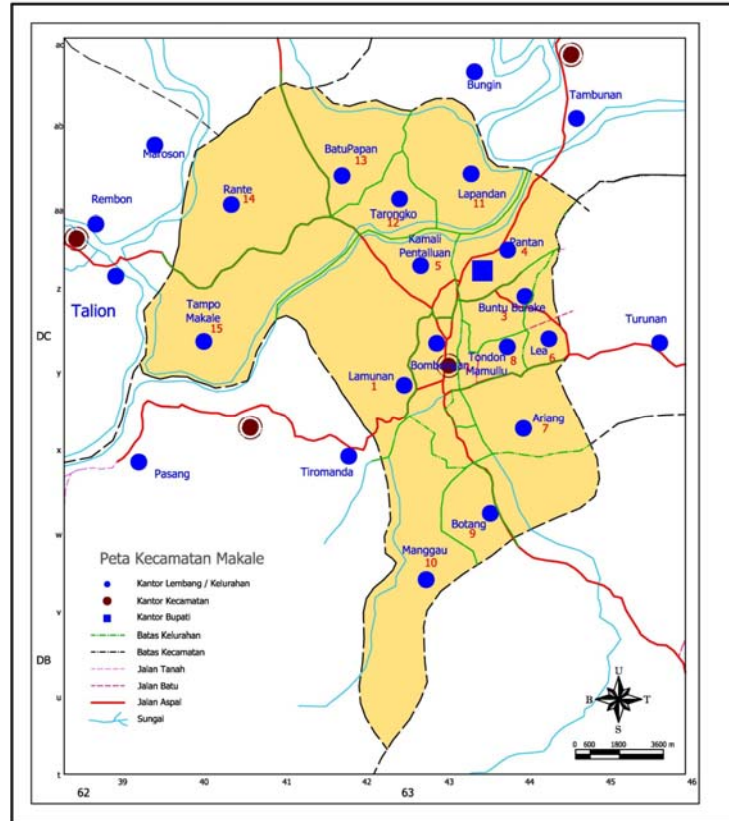 ac
Bungin
Tambunan
ab
Maroson
BatuPapan
13
Rante
14
Lapandan
11
Rembon
aa
Tarongko
12
Kamali
Pentalluan
5
Pantan
4
z
Talion
Tampo
Makale
15
Buntu Burake
3
Turunan
DC
Y
Lamunan
1
Tondon
Mamullu
8
Lea
6
Ariang
7
x
Pasang
Tiromanda
w
Botang
9
Manggau
10
Peta Kecamatan Makale
Kantor Lembang / Kelurahan
Kantor Kecamatan
Kantor Bupati
v
Batas Kelurahan
Batas Kecamatan
DB
Jalan Tanah
Jalan Batu
Jalan Aspal
Sungai
u
U
B
T
S
0 600 1800 3600 m
t
39 40 41 42 43 44 45 46
62 63